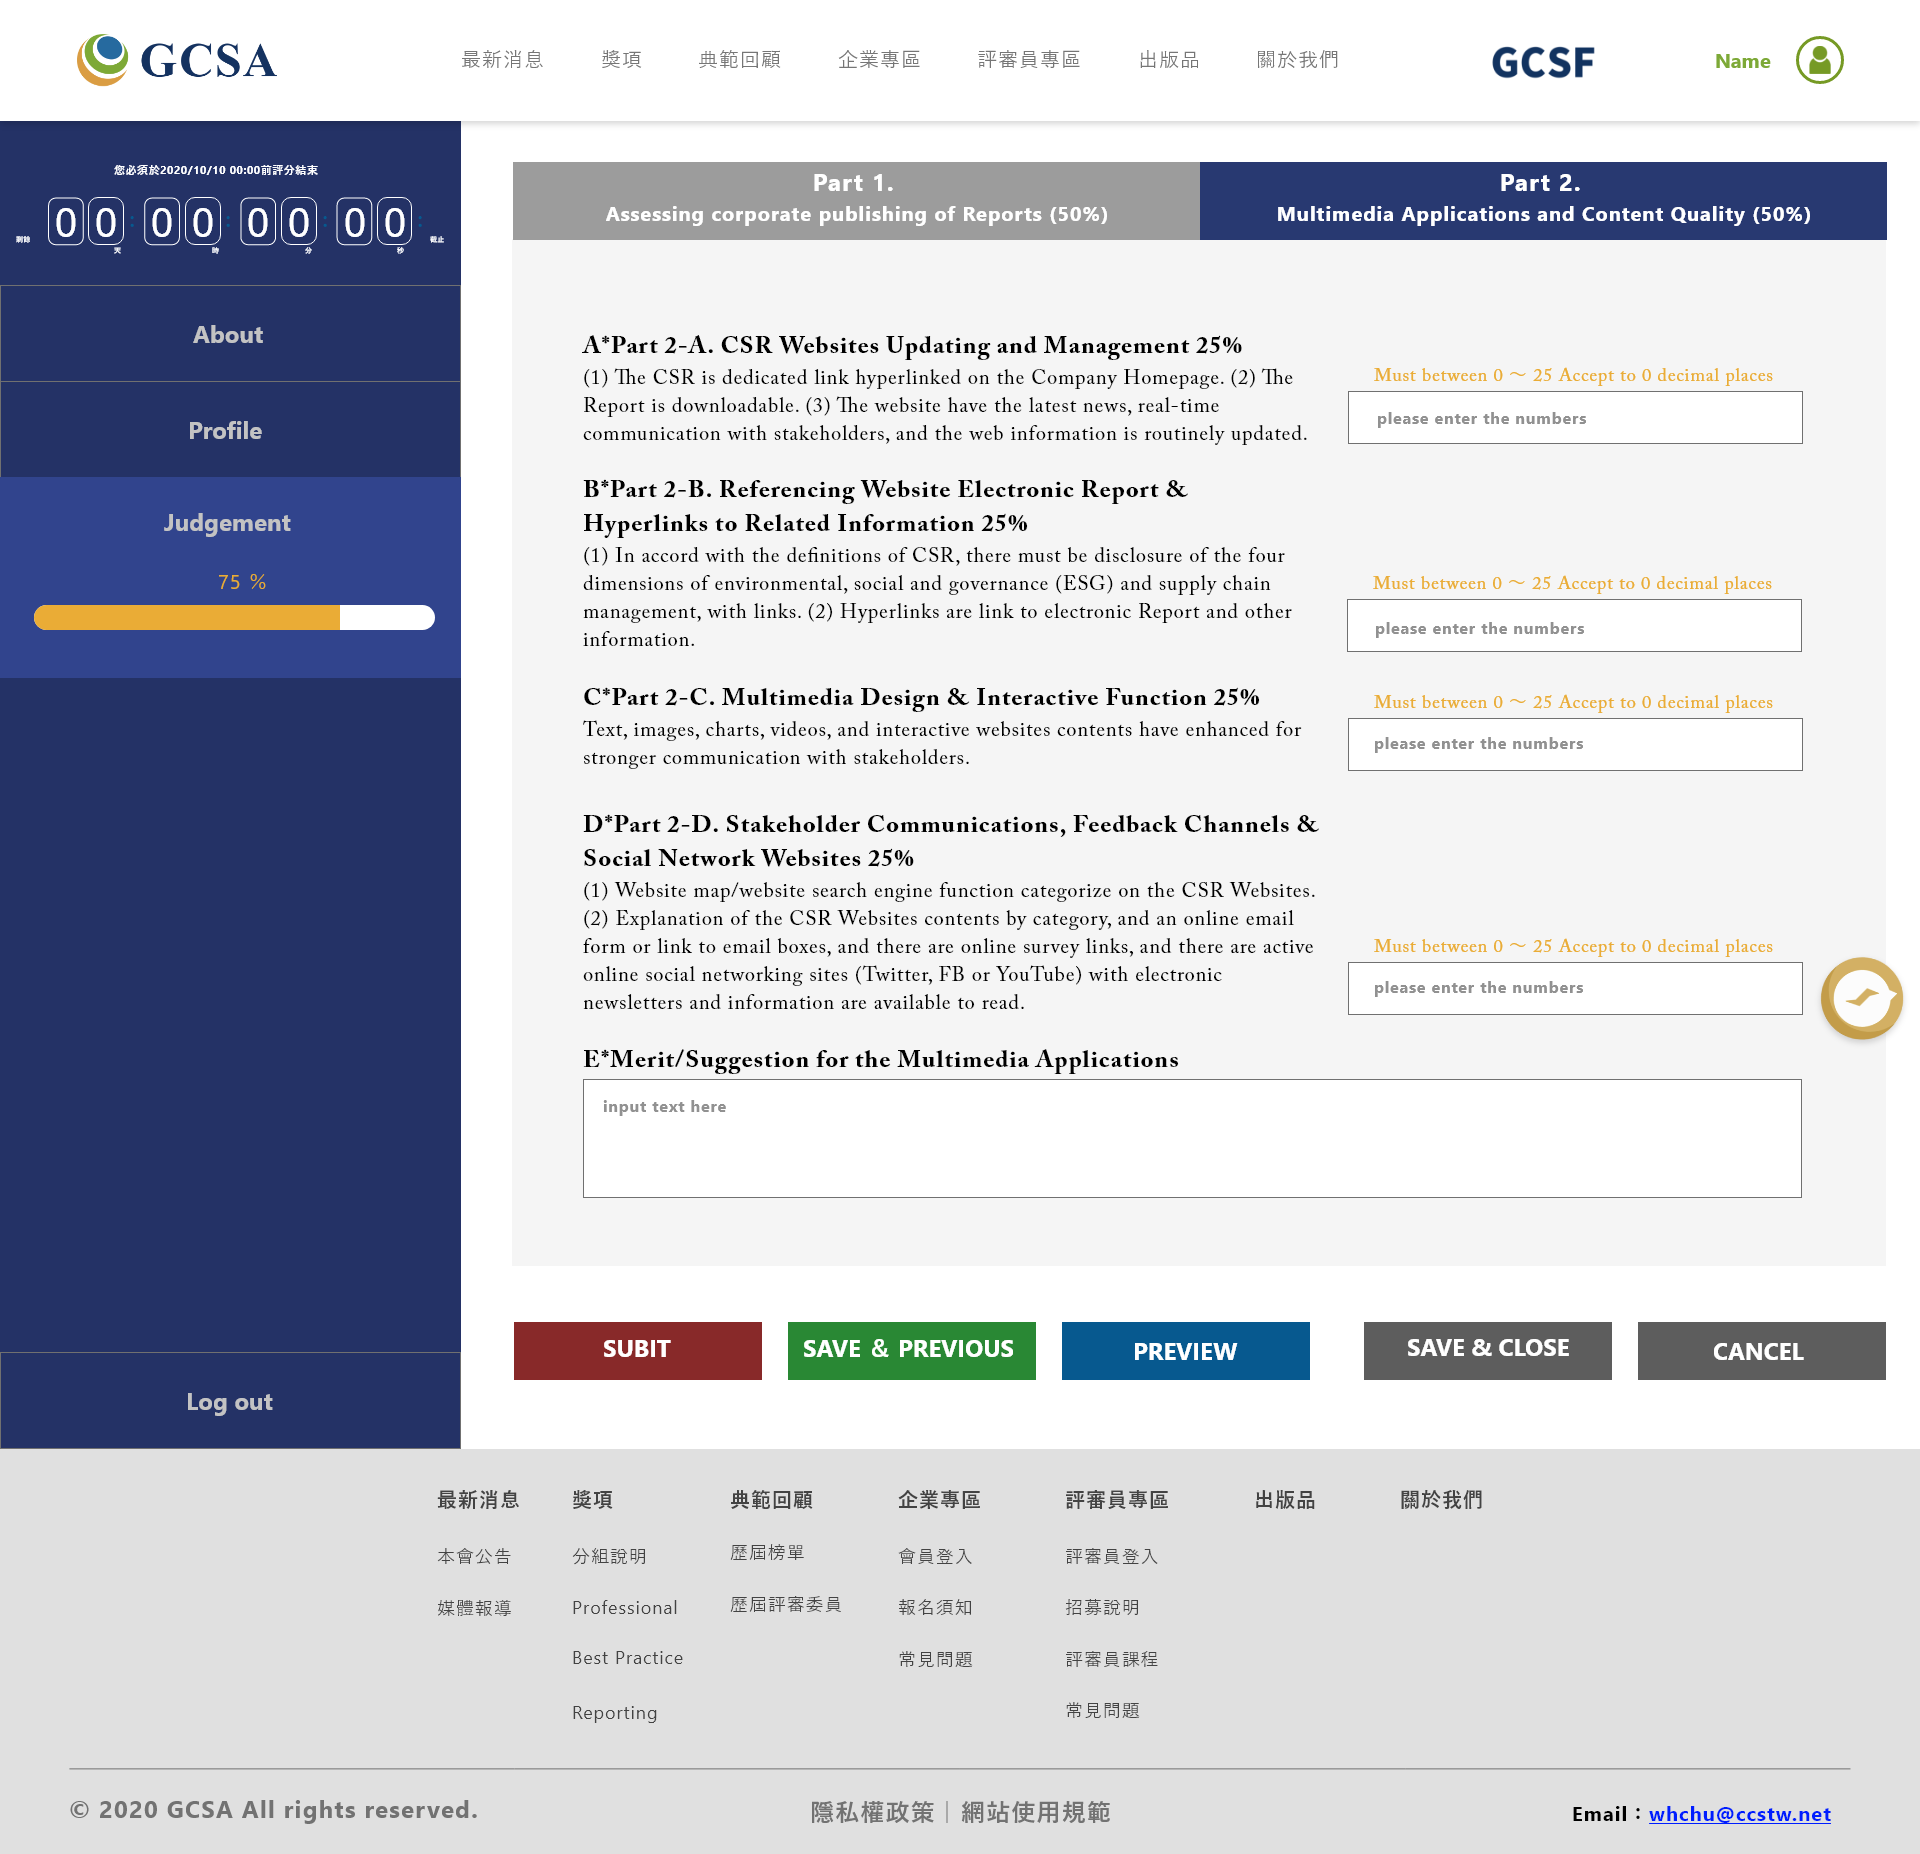 GCSA
最新消息 獎項 典範回顧 企業專區 評審員專區 出版品 關於我們
GCSF
Name
您必須於2020/10/10 00:00前評分結束
剩餘 00 : 00 : 00 : 00 : 截止
天 時 分 秒
About
Profile
Judgement
75 %
Log out
Part 1.
Assessing corporate publishing of Reports (50%)
Part 2.
Multimedia Applications and Content Quality (50%)
A*Part 2-A. CSR Websites Updating and Management 25%
(1) The CSR is dedicated link hyperlinked on the Company Homepage. (2) The
Report is downloadable. (3) The website have the latest news, real-time
communication with stakeholders, and the web information is routinely updated.
Must between 0 ～ 25 Accept to 0 decimal places
please enter the numbers
B*Part 2-B. Referencing Website Electronic Report &
Hyperlinks to Related Information 25%
(1) In accord with the definitions of CSR, there must be disclosure of the four
dimensions of environmental, social and governance (ESG) and supply chain
management, with links. (2) Hyperlinks are link to electronic Report and other
information.
Must between 0 ～ 25 Accept to 0 decimal places
please enter the numbers
C*Part 2-C. Multimedia Design & Interactive Function 25%
Text, images, charts, videos, and interactive websites contents have enhanced for
stronger communication with stakeholders.
Must between 0 ～ 25 Accept to 0 decimal places
please enter the numbers
D*Part 2-D. Stakeholder Communications, Feedback Channels &
Social Network Websites 25%
(1) Website map/website search engine function categorize on the CSR Websites.
(2) Explanation of the CSR Websites contents by category, and an online email
form or link to email boxes, and there are online survey links, and there are active
online social networking sites (Twitter, FB or YouTube) with electronic
newsletters and information are available to read.
Must between 0 ～ 25 Accept to 0 decimal places
please enter the numbers
E*Merit/Suggestion for the Multimedia Applications
input text here
SUBIT
SAVE & PREVIOUS
PREVIEW
SAVE & CLOSE
CANCEL
最新消息
本會公告
媒體報導
獎項
分組說明
Professional
Best Practice
Reporting
典範回顧
歷屆榜單
歷屆評審委員
企業專區
會員登入
報名須知
常見問題
評審員專區
評審員登入
招募說明
評審員課程
常見問題
出版品
關於我們
© 2020 GCSA All rights reserved.
隱私權政策｜網站使用規範
Email：whchu@ccstw.net